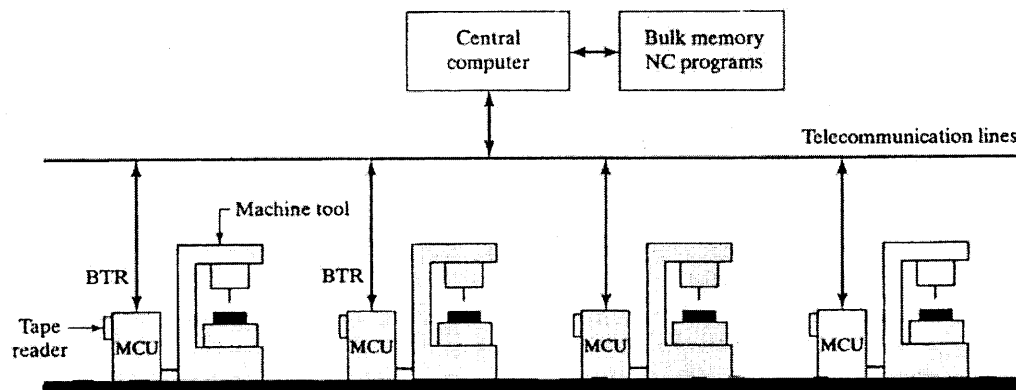 Central
computer
Bulk memory
NC programs
Telecommunication lines
Machine tool
BTR
BTR
Tape
reader
MCU
MCU
MCU
MCU